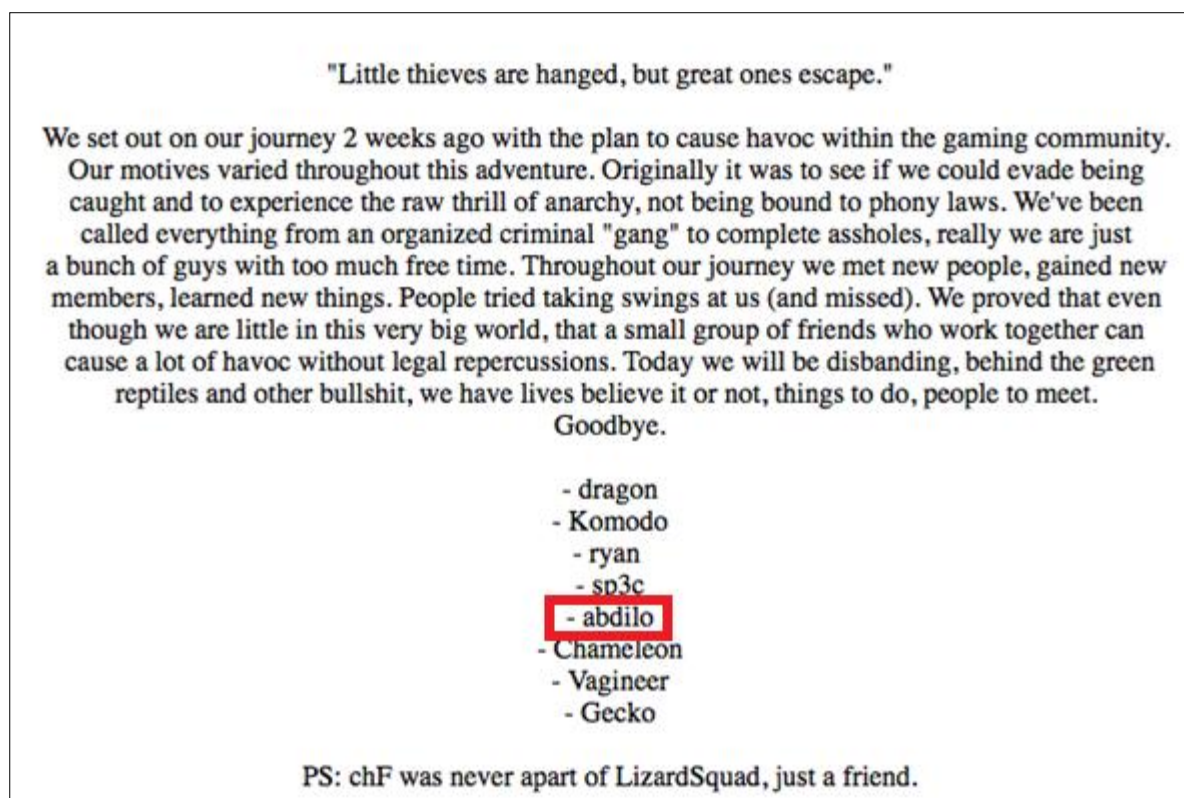 "Little thieves are hanged, but great ones escape."
We set out on our journey 2 weeks ago with the plan to cause havoc within the gaming community.
Our motives varied throughout this adventure. Originally it was to see if we could evade being
caught and to experience the raw thrill of anarchy, not being bound to phony laws. We've been
called everything from an organized criminal "gang" to complete assholes, really we are just
a bunch of guys with too much free time. Throughout our journey we met new people, gained new
members, learned new things. People tried taking swings at us (and missed). We proved that even
though we are little in this very big world, that a small group of friends who work together can
cause a lot of havoc without legal repercussions. Today we will be disbanding, behind the green
reptiles and other bullshit, we have lives believe it or not, things to do, people to meet.
Goodbye.
- dragon
- Komodo
- ryan
- sp3c
- abdilo
- Chameleon
- Vagineer
- Gecko
PS: chF was never apart of LizardSquad, just a friend.